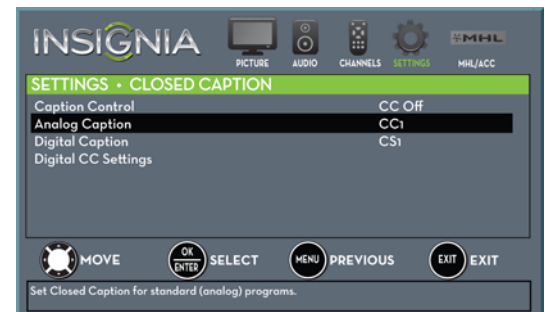 INSIGNIA
PICTURE AUDIO CHANNELS SETTINGS MHL MHL/ACC
SETTINGS • CLOSED CAPTION
Caption Control CC Off
Analog Caption CC1
Digital Caption CS1
Digital CC Settings
MOVE OK ENTER SELECT MENU PREVIOUS EXIT EXIT
Set Closed Caption for standard (analog) programs.